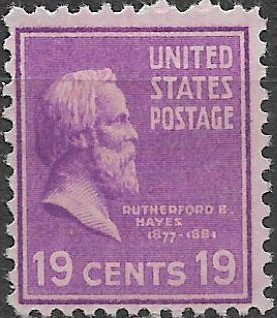 UNITED
STATES
POSTAGE
RUTHERFORD B.
HAYES
1877-1881
19 CENTS 19